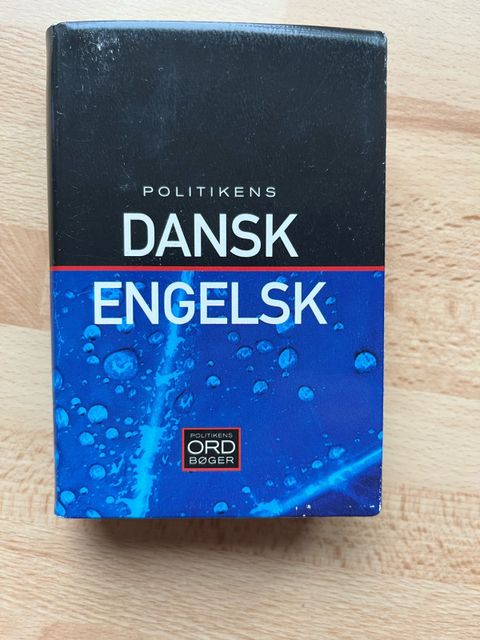 POLITIKENS
DANSK
ENGELSK
POLITIKENS
ORD
BØGER